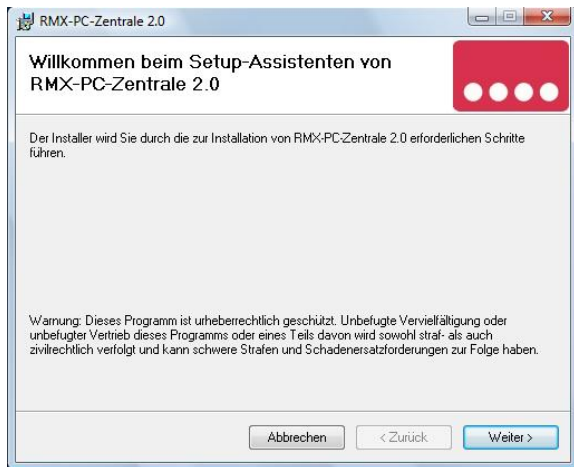 RMX-PC-Zentrale 2.0
Willkommen beim Setup-Assistenten von
RMX-PC-Zentrale 2.0
Der Installer wird Sie durch die zur Installation von RMX-PC-Zentrale 2.0 erforderlichen Schritte
führen.
Warnung: Dieses Programm ist urheberrechtlich geschützt. Unbefugte Vervielfältigung oder
unbefugter Vertrieb dieses Programms oder eines Teils davon wird sowohl straf- als auch
zivilrechtlich verfolgt und kann schwere Strafen und Schadenersatzforderungen zur Folge haben.
Abbrechen < Zurück Weiter >